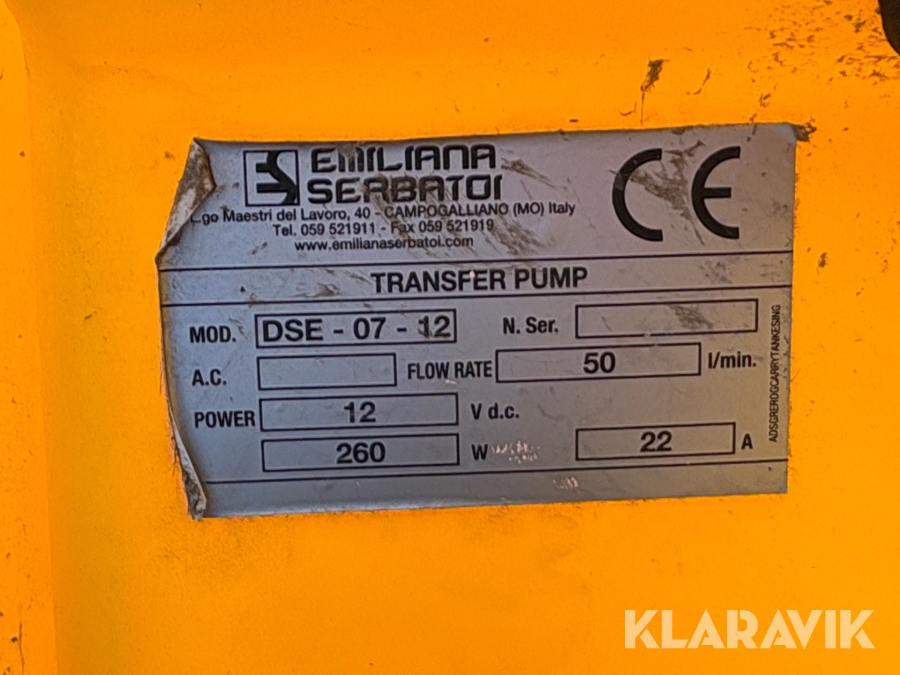 EMILIANA
SERBATOI
L.go Maestri del Lavoro, 40 - CAMPOGALLIANO (MO) Italy
Tel. 059 521911 - Fax 059 521919
www.emilianaserbatoi.com
CE
TRANSFER PUMP
MOD. DSE - 07 - 12 N. Ser.
A.C. FLOW RATE 50 l/min.
POWER 12 V d.c.
260 W 22 A
ADSGREROGCARRYTANKESING
KLARAVIK